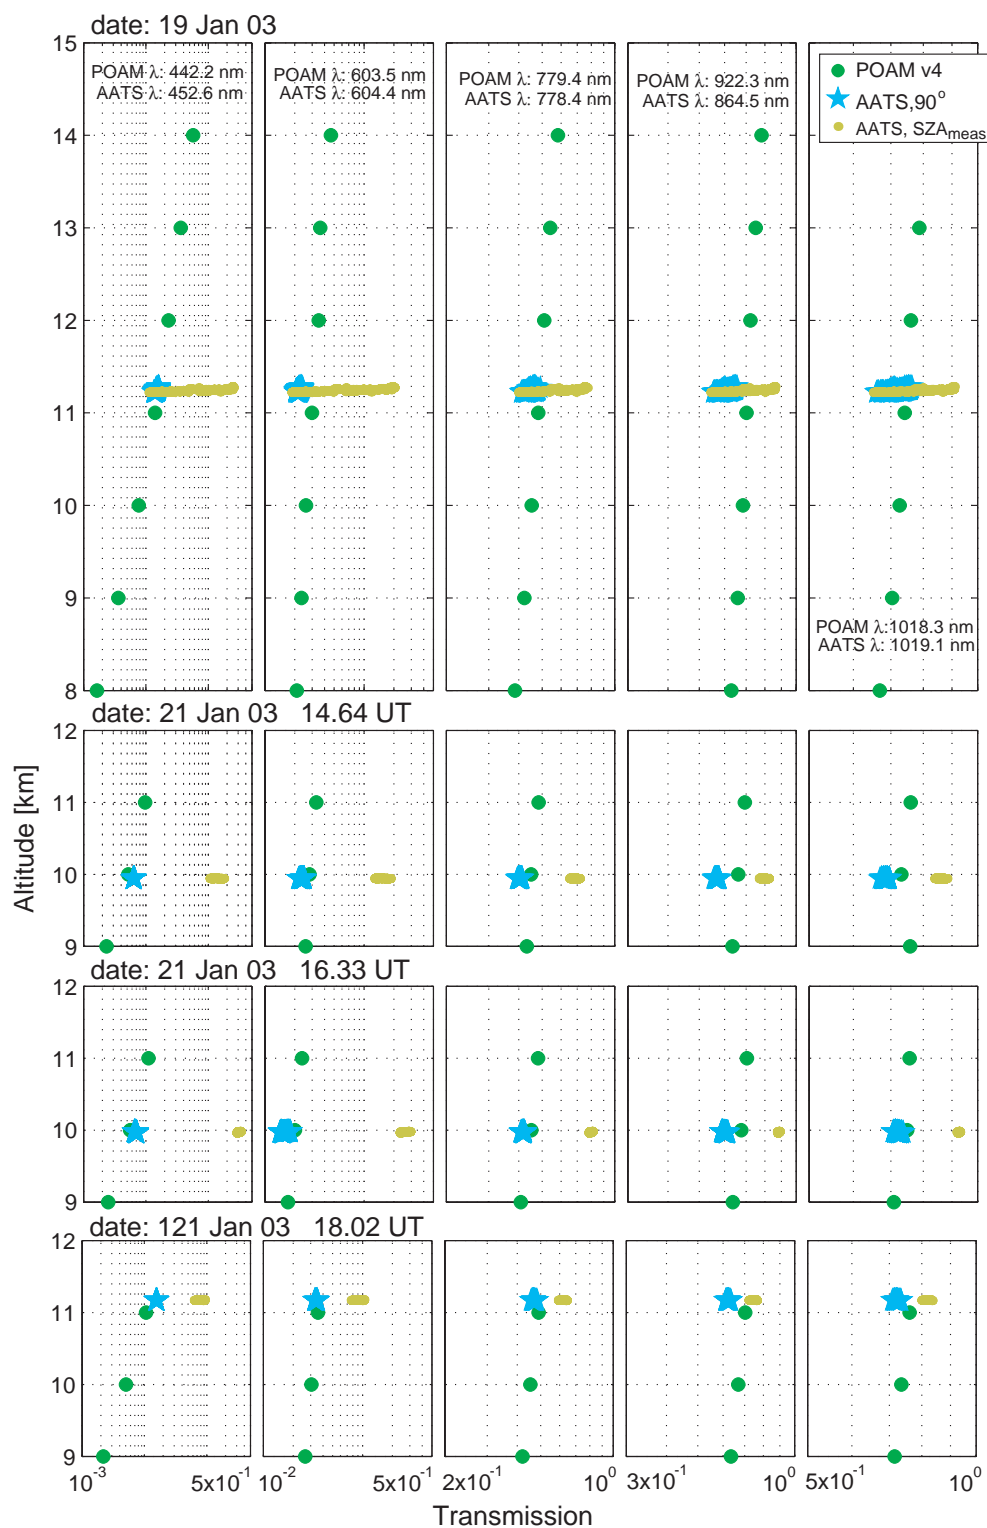 date: 19 Jan 03
15
14
13
12
11
10
9
8
POAM λ: 442.2 nm
AATS λ: 452.6 nm
POAM λ: 603.5 nm
AATS λ: 604.4 nm
POAM λ: 779.4 nm
AATS λ: 778.4 nm
POAM λ: 922.3 nm
AATS λ: 864.5 nm
POAM v4
AATS,90°
AATS, SZA_meas
POAM λ:1018.3 nm
AATS λ: 1019.1 nm
date: 21 Jan 03 14.64 UT
12
11
10
9
Altitude [km]
date: 21 Jan 03 16.33 UT
12
11
10
9
date: 121 Jan 03 18.02 UT
12
11
10
9
10⁻³ 5x10⁻¹ 10⁻² 5x10⁻¹ 2x10⁻¹ 10⁰ 3x10⁻¹ 10⁰ 5x10⁻¹ 10⁰
Transmission